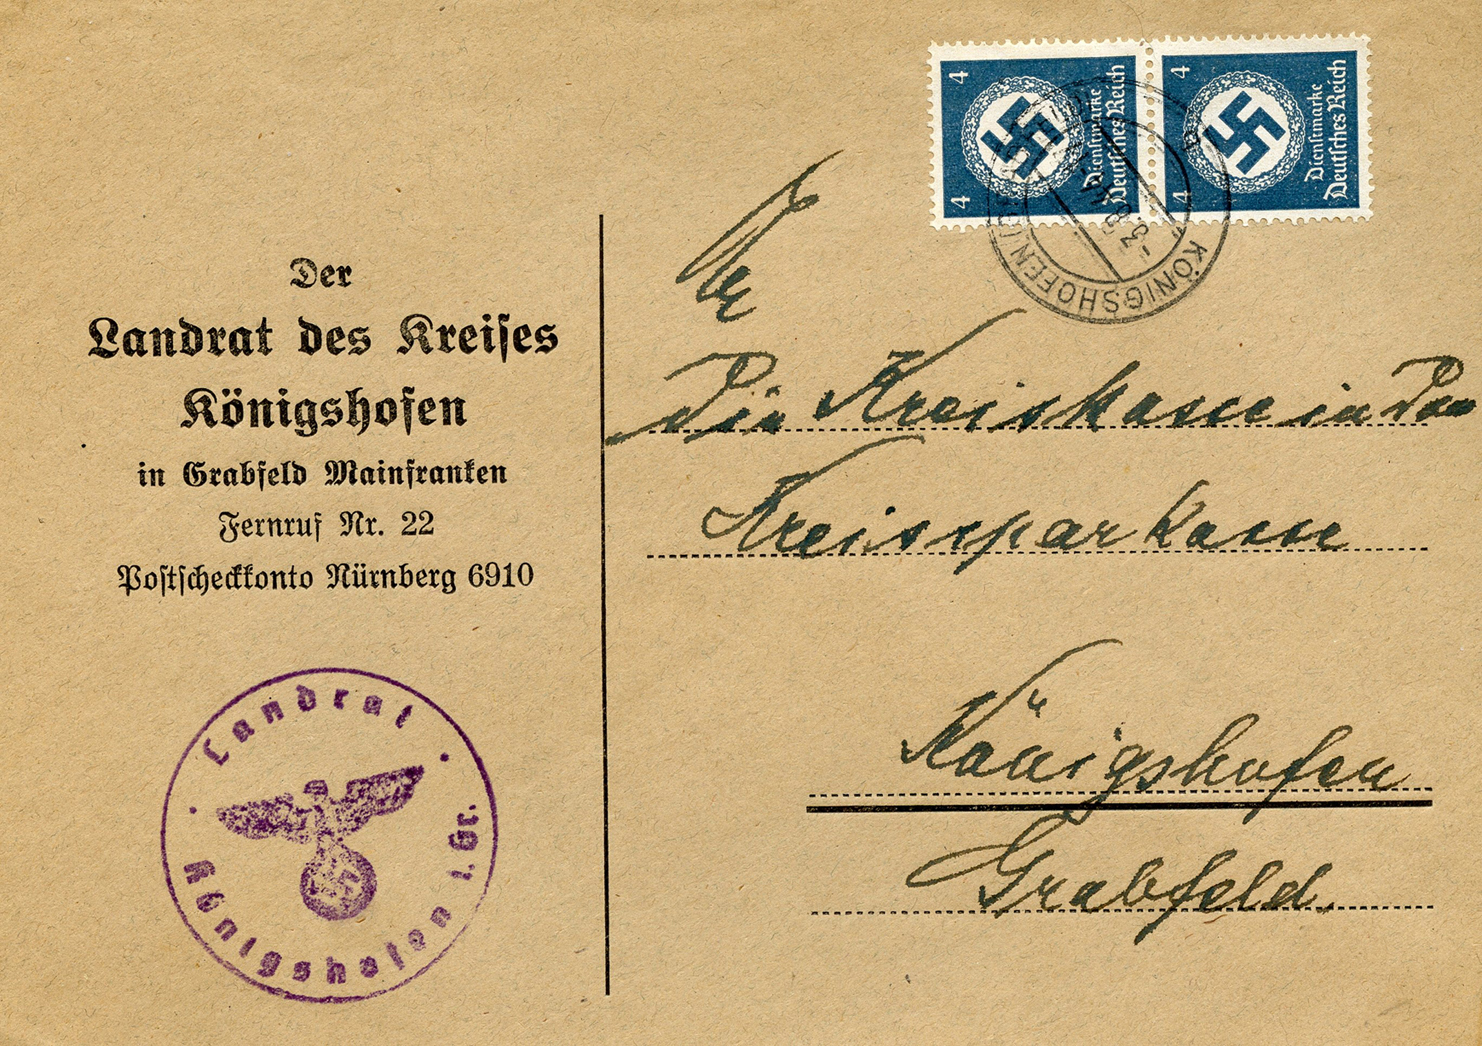 Der
Landrat des Kreises
Königshofen
in Grabfeld Mainfranken
Fernruf Nr. 22
Postscheckkonto Nürnberg 6910
Landrat
Königshofen i. Gr.
4 4
Dienstmarke
Deutsches Reich
4 4
Dienstmarke
Deutsches Reich
KÖNIGSHOFEN
a
An
Die Kreiskasse in der
Kreissparkasse
Königshofen
Grabfeld.